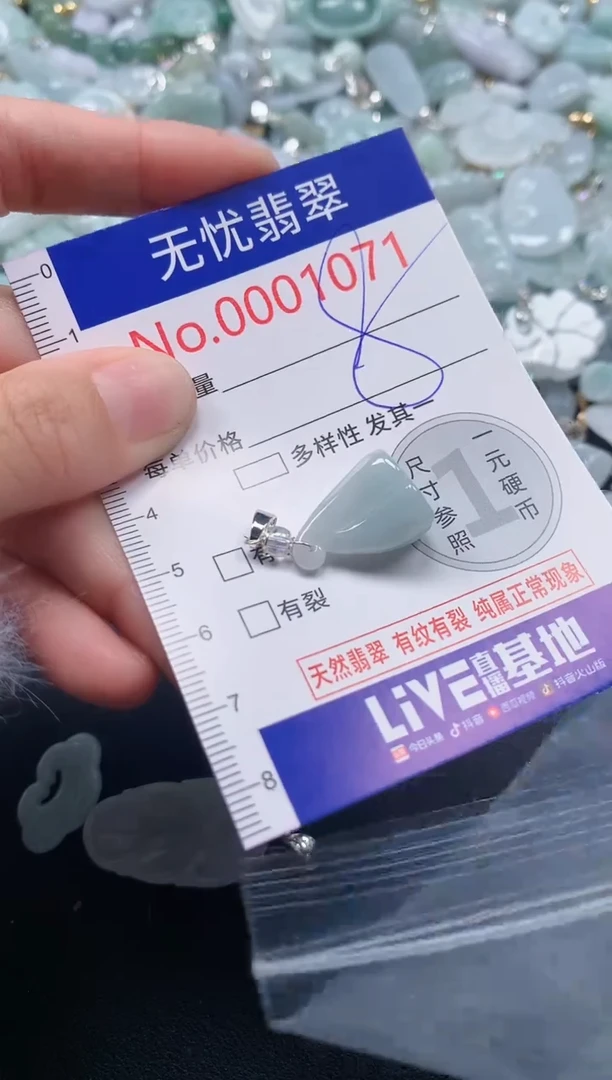 无忧翡翠
No.0001071
量
8
每单价格
多样性 发其一
尺寸参照
1
一元硬币
有
有裂
天然翡翠 有纹有裂 纯属正常现象
LiVE直播基地
今日头条 抖音 西瓜视频 抖音火山版
0
1
4
5
6
7
8